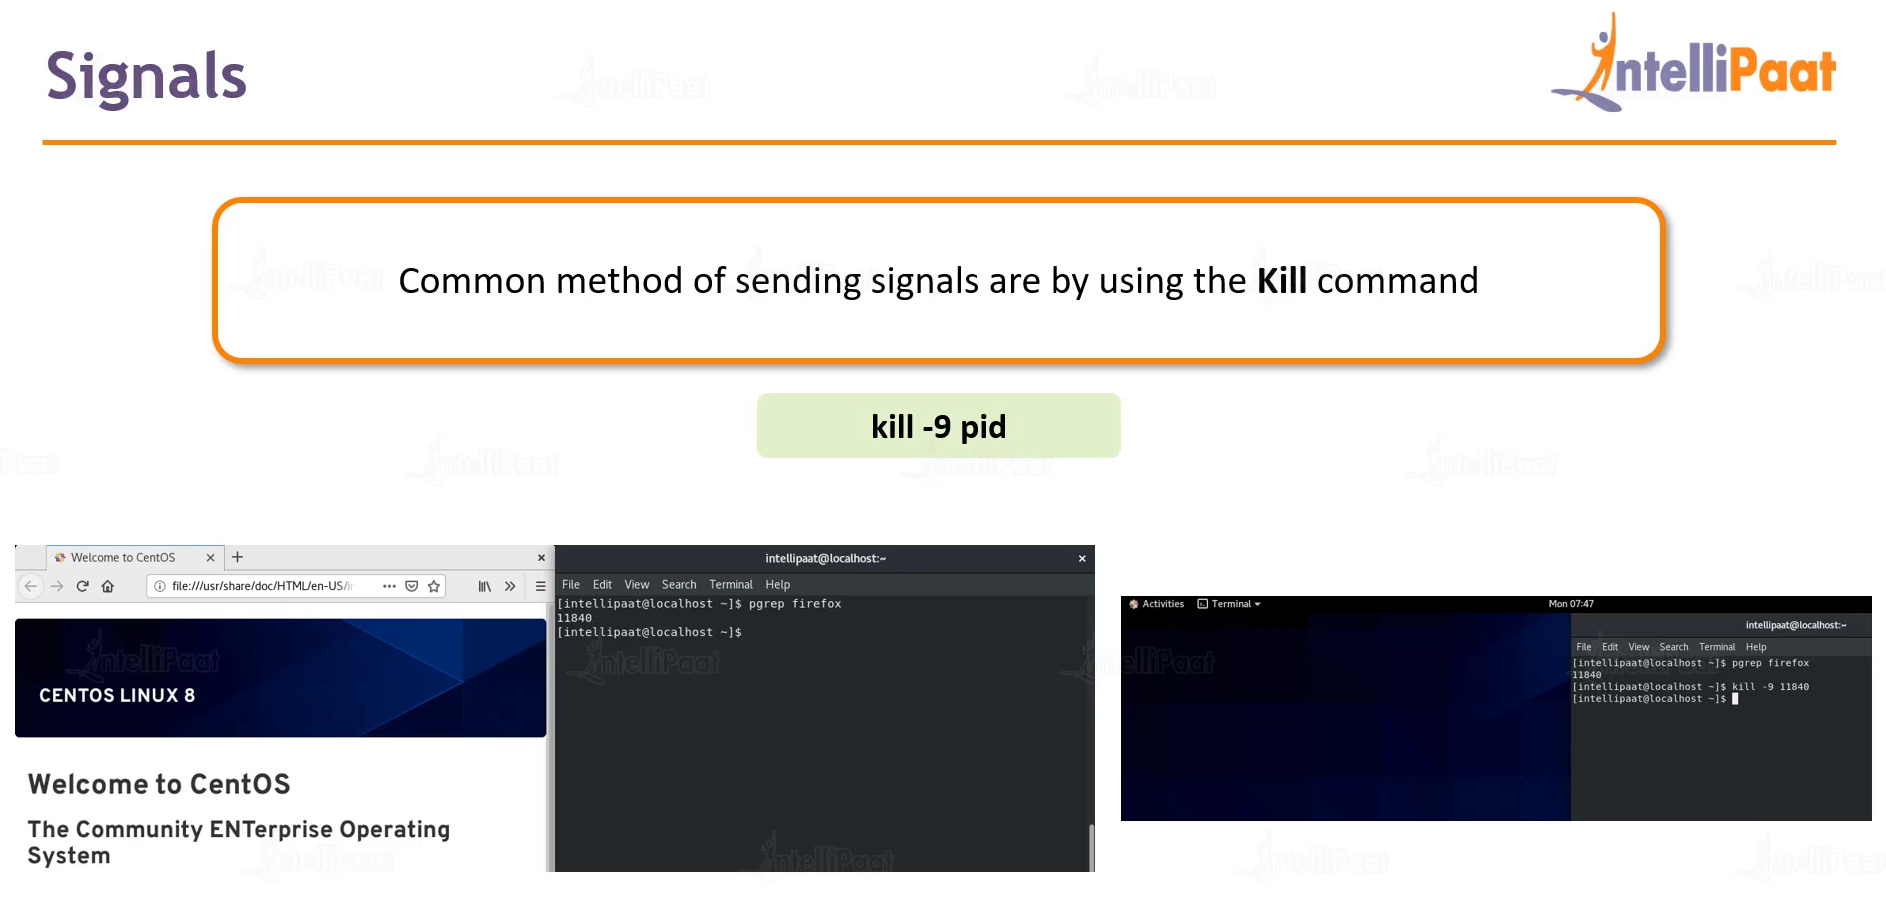 Signals
IntelliPaat
Common method of sending signals are by using the Kill command
kill -9 pid
Welcome to CentOS
file:///usr/share/doc/HTML/en-US/ir
CENTOS LINUX 8
Welcome to CentOS
The Community ENTerprise Operating
System
intellipaat@localhost:~
File Edit View Search Terminal Help
[intellipaat@localhost ~]$ pgrep firefox
11840
[intellipaat@localhost ~]$
Activities Terminal Mon 07:47
intellipaat@localhost:~
File Edit View Search Terminal Help
[intellipaat@localhost ~]$ pgrep firefox
11840
[intellipaat@localhost ~]$ kill -9 11840
[intellipaat@localhost ~]$